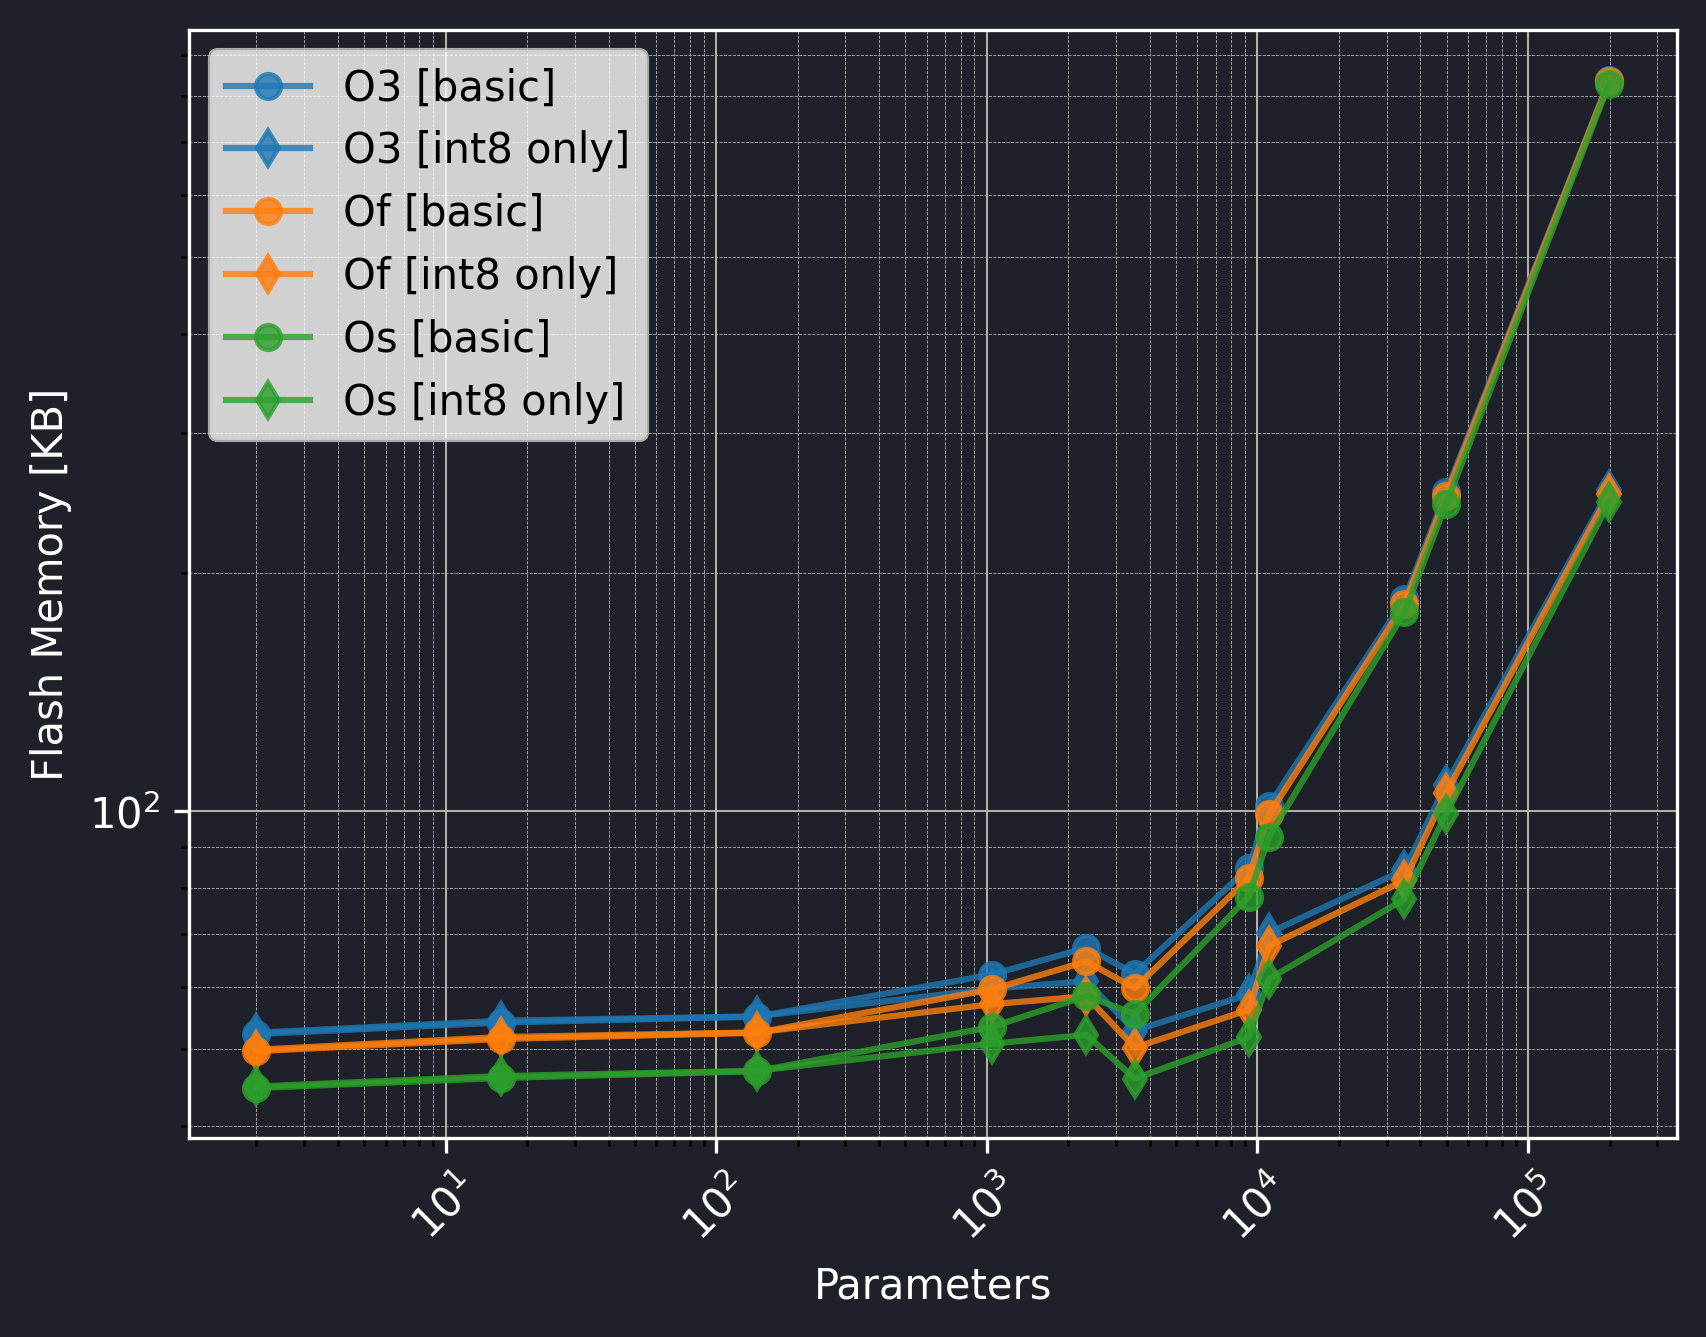 O3 [basic]
O3 [int8 only]
Of [basic]
Of [int8 only]
Os [basic]
Os [int8 only]
Flash Memory [KB]
10²
10¹
10²
10³
10⁴
10⁵
Parameters